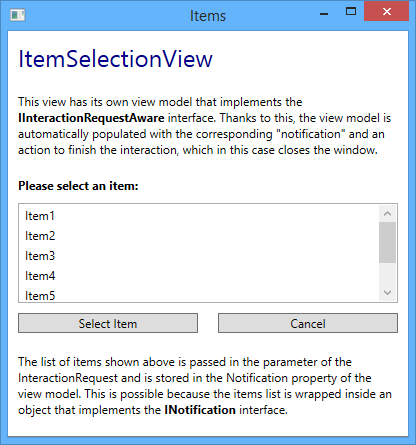 Items
ItemSelectionView
This view has its own view model that implements the
IInteractionRequestAware interface. Thanks to this, the view model is
automatically populated with the corresponding "notification" and an
action to finish the interaction, which in this case closes the window.
Please select an item:
Item1
Item2
Item3
Item4
Item5
Select Item Cancel
The list of items shown above is passed in the parameter of the
InteractionRequest and is stored in the Notification property of the
view model. This is possible because the items list is wrapped inside an
object that implements the INotification interface.